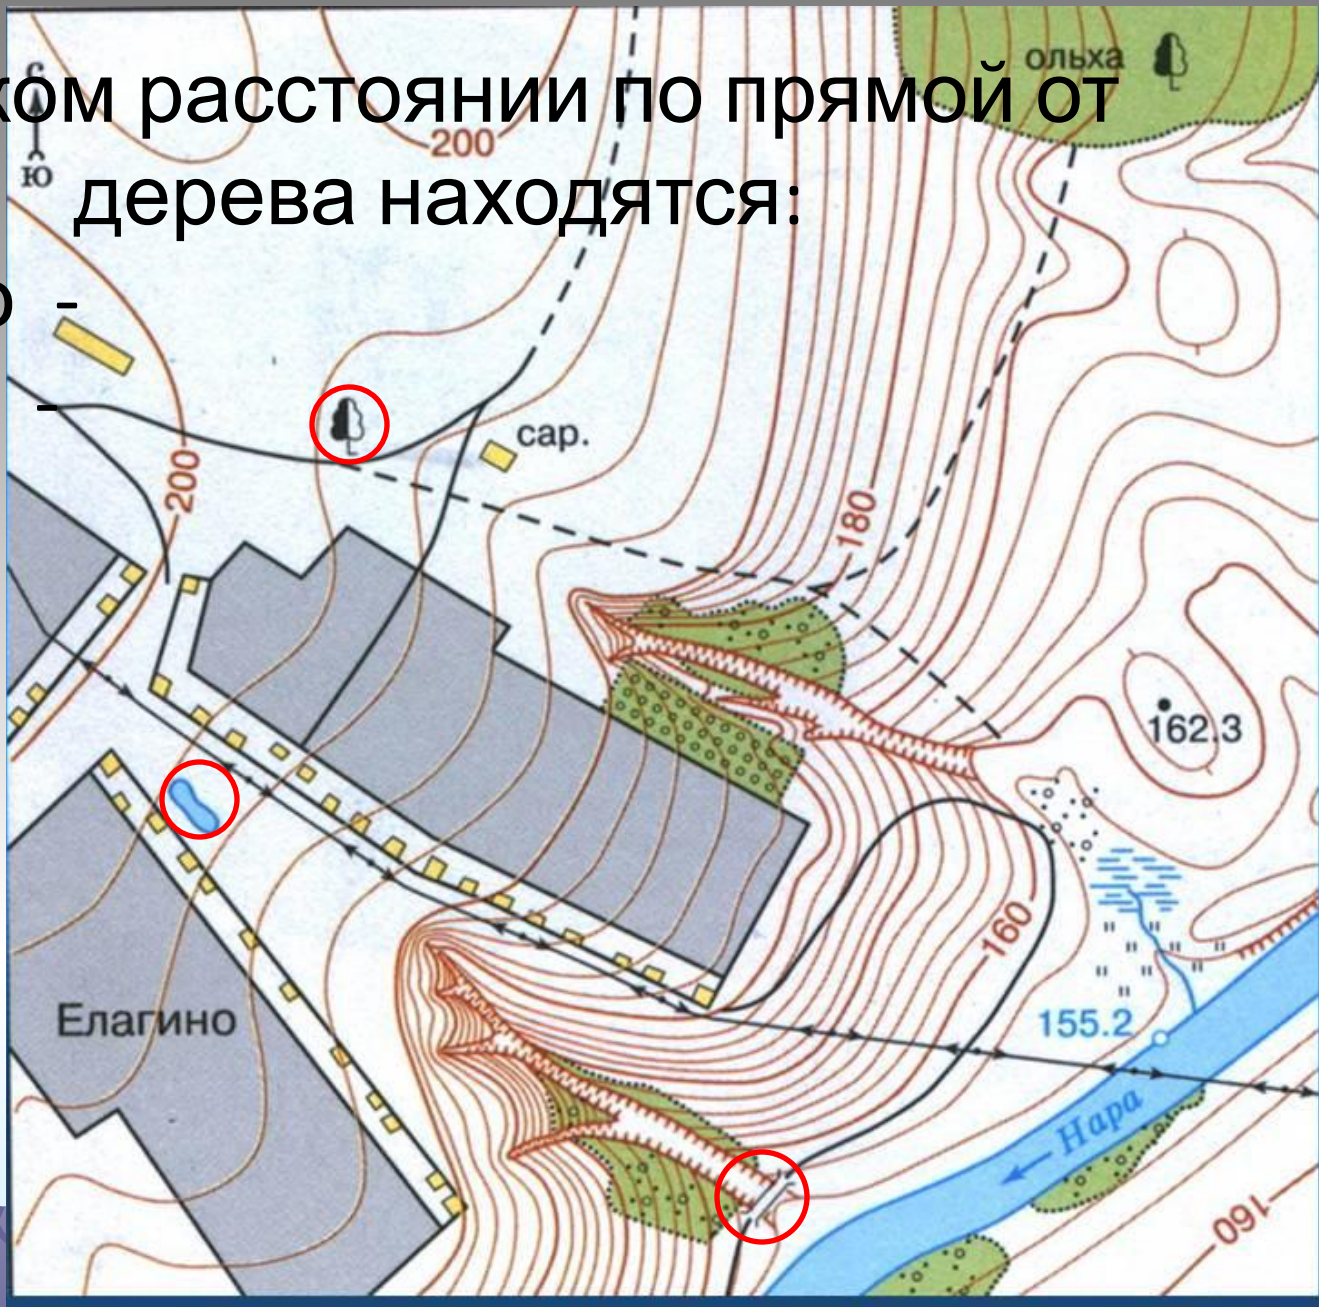 ком расстоянии по прямой от
дерева находятся:
о -
-
с
ю
ольха
200
200
сар.
180
162.3
160
Елагино
155.2
Нара
160